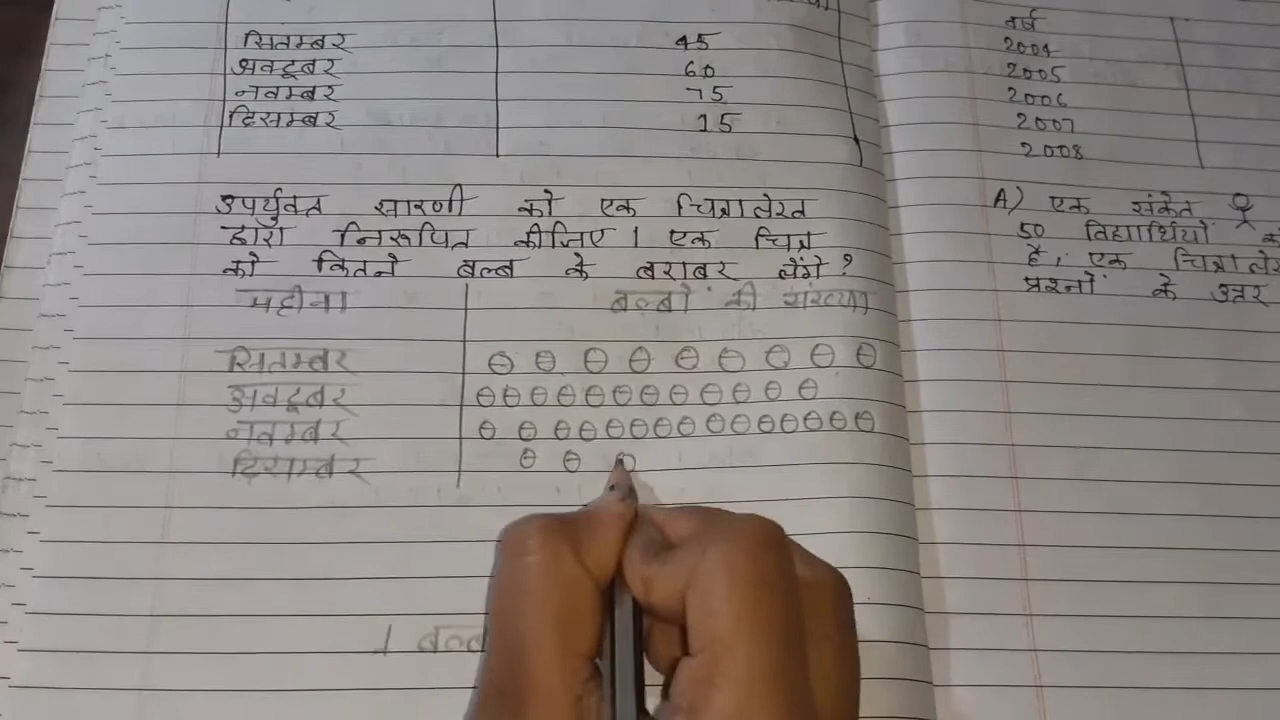 सितम्बर 45
अक्टूबर 60
नवम्बर 75
दिसम्बर 15
उपर्युक्त सारणी को एक चित्रालेख
द्वारा निरूपित कीजिए। एक चित्र
को कितने बल्ब के बराबर लेंगे?
महीना बल्बों की संख्या
सितम्बर
अक्टूबर
नवम्बर
दिसम्बर
1 बल्ब
वर्ष
2004
2005
2006
2007
2008
A) एक संकेत
50 विद्यार्थियों
है, एक
प्रश्नों के उत्तर